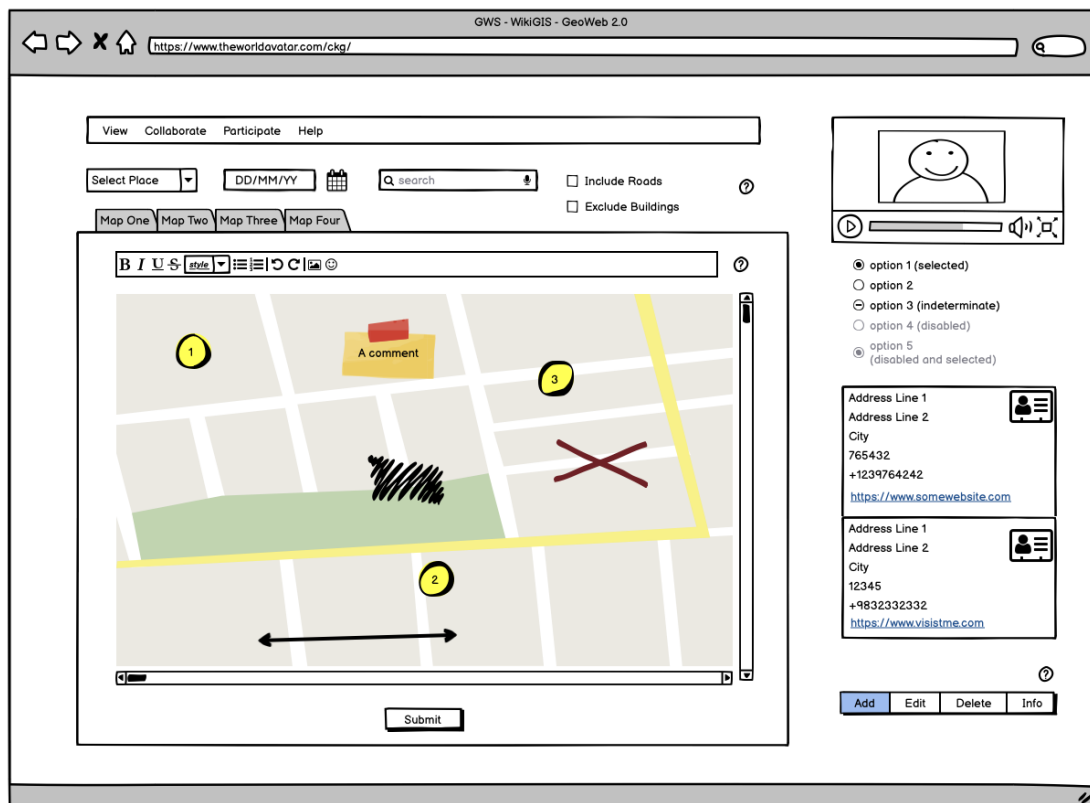 GWS - WikiGIS - GeoWeb 2.0
https://www.theworldavatar.com/ckg/
View Collaborate Participate Help
Select Place
DD/MM/YY
search
Include Roads
Exclude Buildings
?
Map One Map Two Map Three Map Four
B I U S style
?
1
A comment
3
2
Submit
option 1 (selected)
option 2
option 3 (indeterminate)
option 4 (disabled)
option 5
(disabled and selected)
Address Line 1
Address Line 2
City
765432
+1239764242
https://www.somewebsite.com
Address Line 1
Address Line 2
City
12345
+9832332332
https://www.visistme.com
?
Add Edit Delete Info